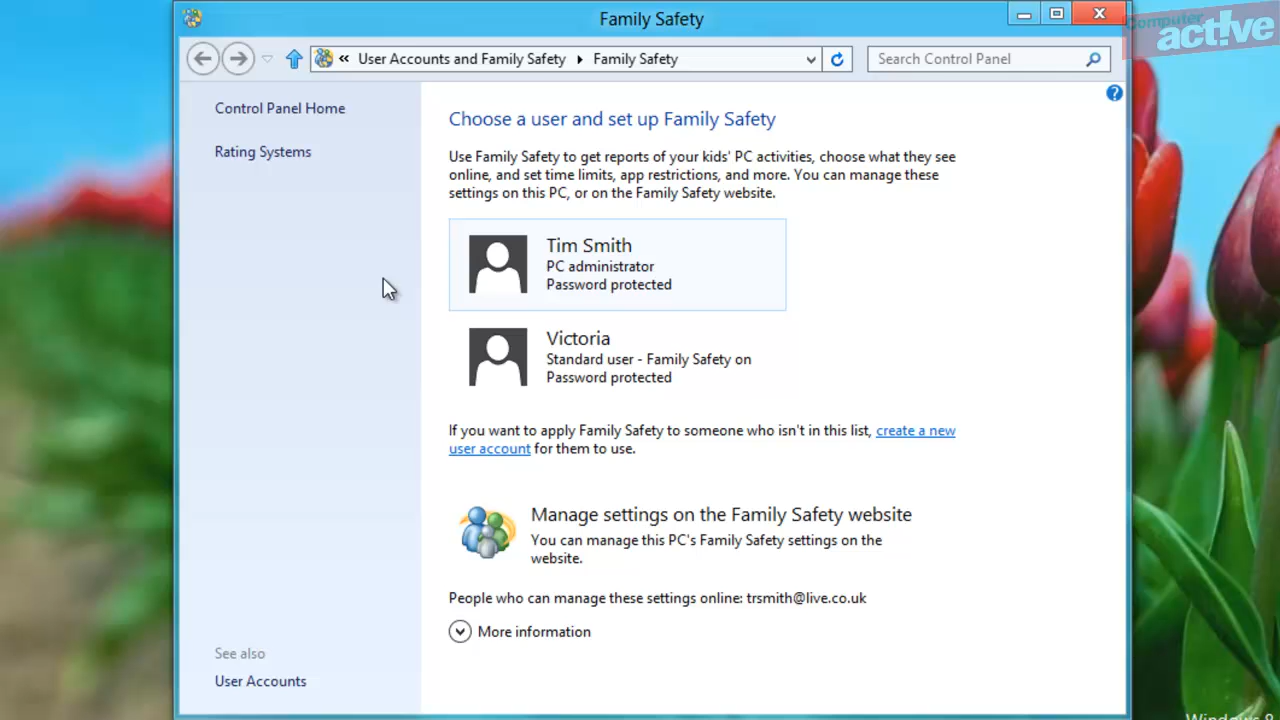 Family Safety
Computer
act!ve
« User Accounts and Family Safety ▸ Family Safety
Search Control Panel
Control Panel Home
Rating Systems
Choose a user and set up Family Safety
Use Family Safety to get reports of your kids' PC activities, choose what they see
online, and set time limits, app restrictions, and more. You can manage these
settings on this PC, or on the Family Safety website.
Tim Smith
PC administrator
Password protected
Victoria
Standard user - Family Safety on
Password protected
If you want to apply Family Safety to someone who isn't in this list, create a new
user account for them to use.
Manage settings on the Family Safety website
You can manage this PC's Family Safety settings on the
website.
People who can manage these settings online: trsmith@live.co.uk
More information
See also
User Accounts
Windows 8